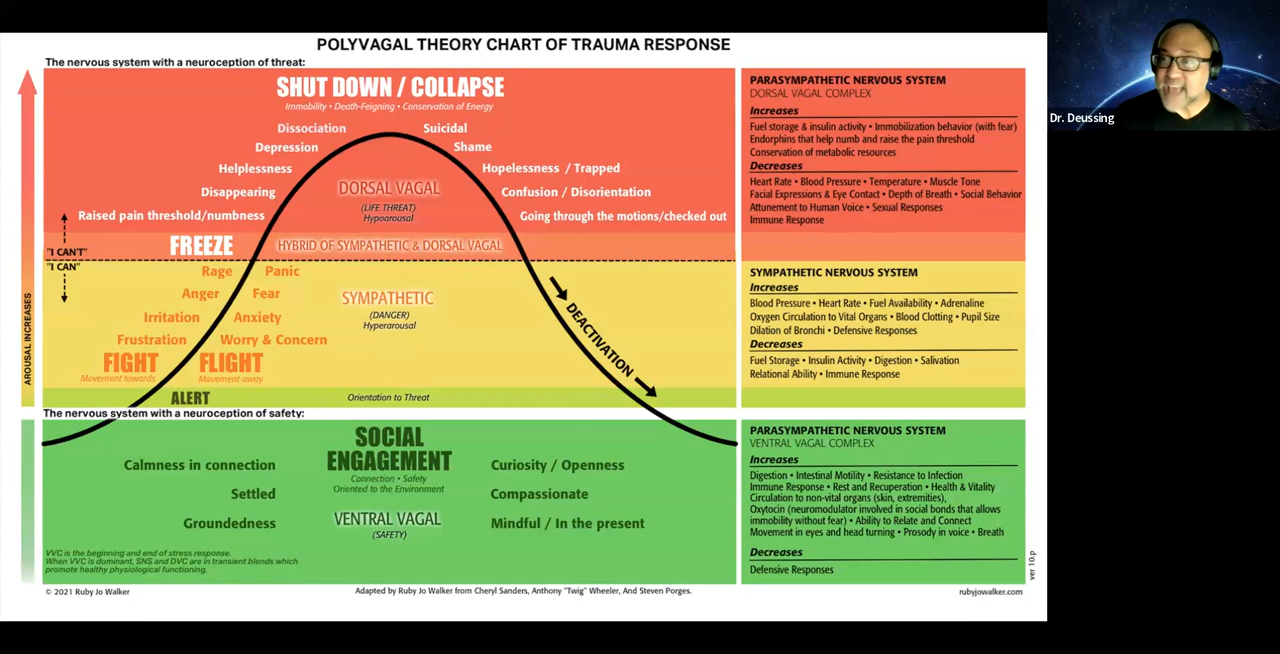 POLYVAGAL THEORY CHART OF TRAUMA RESPONSE
The nervous system with a neuroception of threat:
SHUT DOWN / COLLAPSE
Immobility • Death-Feigning • Conservation of Energy
Dissociation
Suicidal
Depression
Shame
Helplessness
Hopelessness / Trapped
Disappearing
DORSAL VAGAL
Confusion / Disorientation
(LIFE THREAT)
Hypoarousal
Raised pain threshold/numbness
Going through the motions/checked out
"I CAN'T"
FREEZE
HYBRID OF SYMPATHETIC & DORSAL VAGAL
"I CAN"
Rage
Panic
Anger
Fear
SYMPATHETIC
(DANGER)
Hyperarousal
Irritation
Anxiety
Frustration
Worry & Concern
FIGHT
Movement towards
FLIGHT
Movement away
DEACTIVATION
AROUSAL INCREASES
ALERT
Orientation to Threat
The nervous system with a neuroception of safety:
SOCIAL
ENGAGEMENT
Connection • Safety
Oriented to the Environment
Calmness in connection
Curiosity / Openness
Settled
Compassionate
Groundedness
VENTRAL VAGAL
(SAFETY)
Mindful / In the present
VVC is the beginning and end of stress response.
When VVC is dominant, SNS and DVC are in transient blends which
promote healthy physiological functioning.
PARASYMPATHETIC NERVOUS SYSTEM
DORSAL VAGAL COMPLEX
Increases
Fuel storage & insulin activity • Immobilization behavior (with fear)
Endorphins that help numb and raise the pain threshold
Conservation of metabolic resources
Decreases
Heart Rate • Blood Pressure • Temperature • Muscle Tone
Facial Expressions & Eye Contact • Depth of Breath • Social Behavior
Attunement to Human Voice • Sexual Responses
Immune Response
SYMPATHETIC NERVOUS SYSTEM
Increases
Blood Pressure • Heart Rate • Fuel Availability • Adrenaline
Oxygen Circulation to Vital Organs • Blood Clotting • Pupil Size
Dilation of Bronchi • Defensive Responses
Decreases
Fuel Storage • Insulin Activity • Digestion • Salivation
Relational Ability • Immune Response
PARASYMPATHETIC NERVOUS SYSTEM
VENTRAL VAGAL COMPLEX
Increases
Digestion • Intestinal Motility • Resistance to Infection
Immune Response • Rest and Recuperation • Health & Vitality
Circulation to non-vital organs (skin, extremities),
Oxytocin (neuromodulator involved in social bonds that allows
immobility without fear) • Ability to Relate and Connect
Movement in eyes and head turning • Prosody in voice • Breath
Decreases
Defensive Responses
ver 10.p
© 2021 Ruby Jo Walker
Adapted by Ruby Jo Walker from Cheryl Sanders, Anthony "Twig" Wheeler, And Steven Porges.
rubyjowalker.com
Dr. Deussing